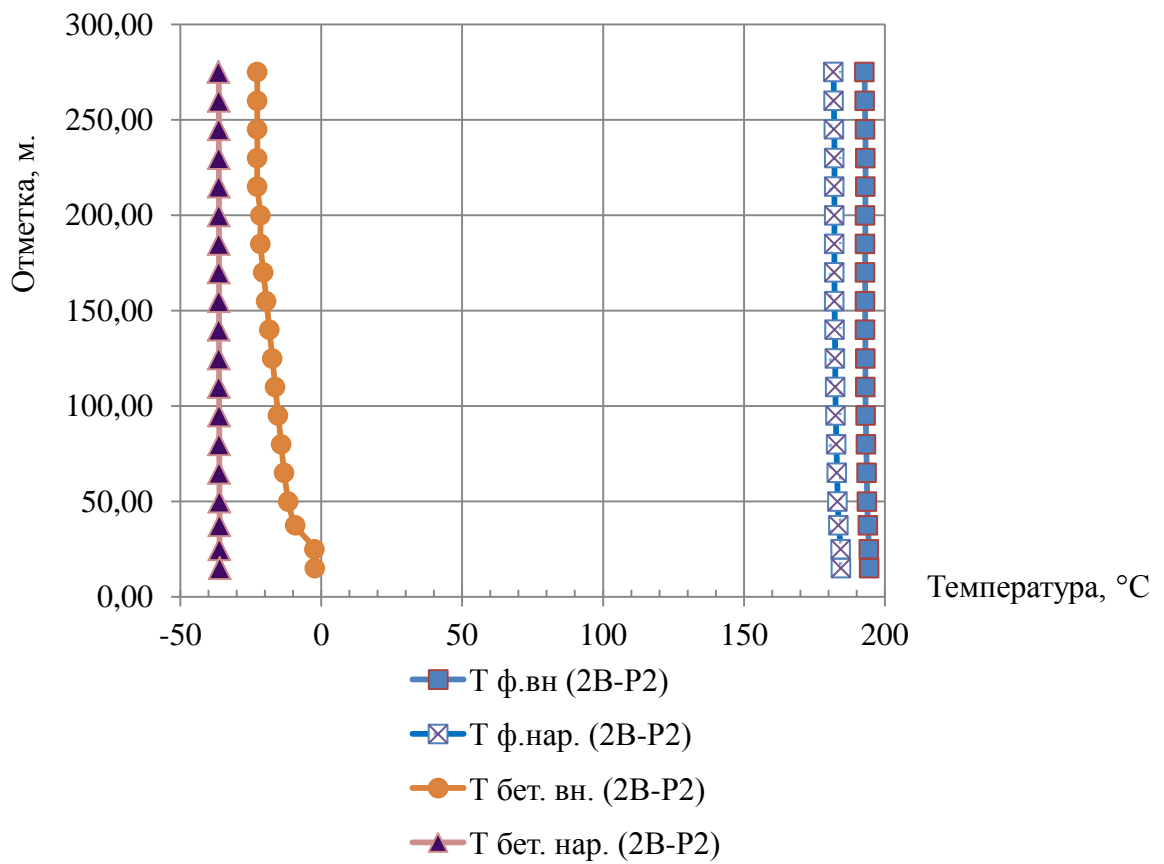 300,00
250,00
200,00
150,00
100,00
50,00
0,00
Отметка, м.
-50 0 50 100 150 200
Температура, °С
Т ф.вн (2В-Р2)
Т ф.нар. (2В-Р2)
Т бет. вн. (2В-Р2)
Т бет. нар. (2В-Р2)